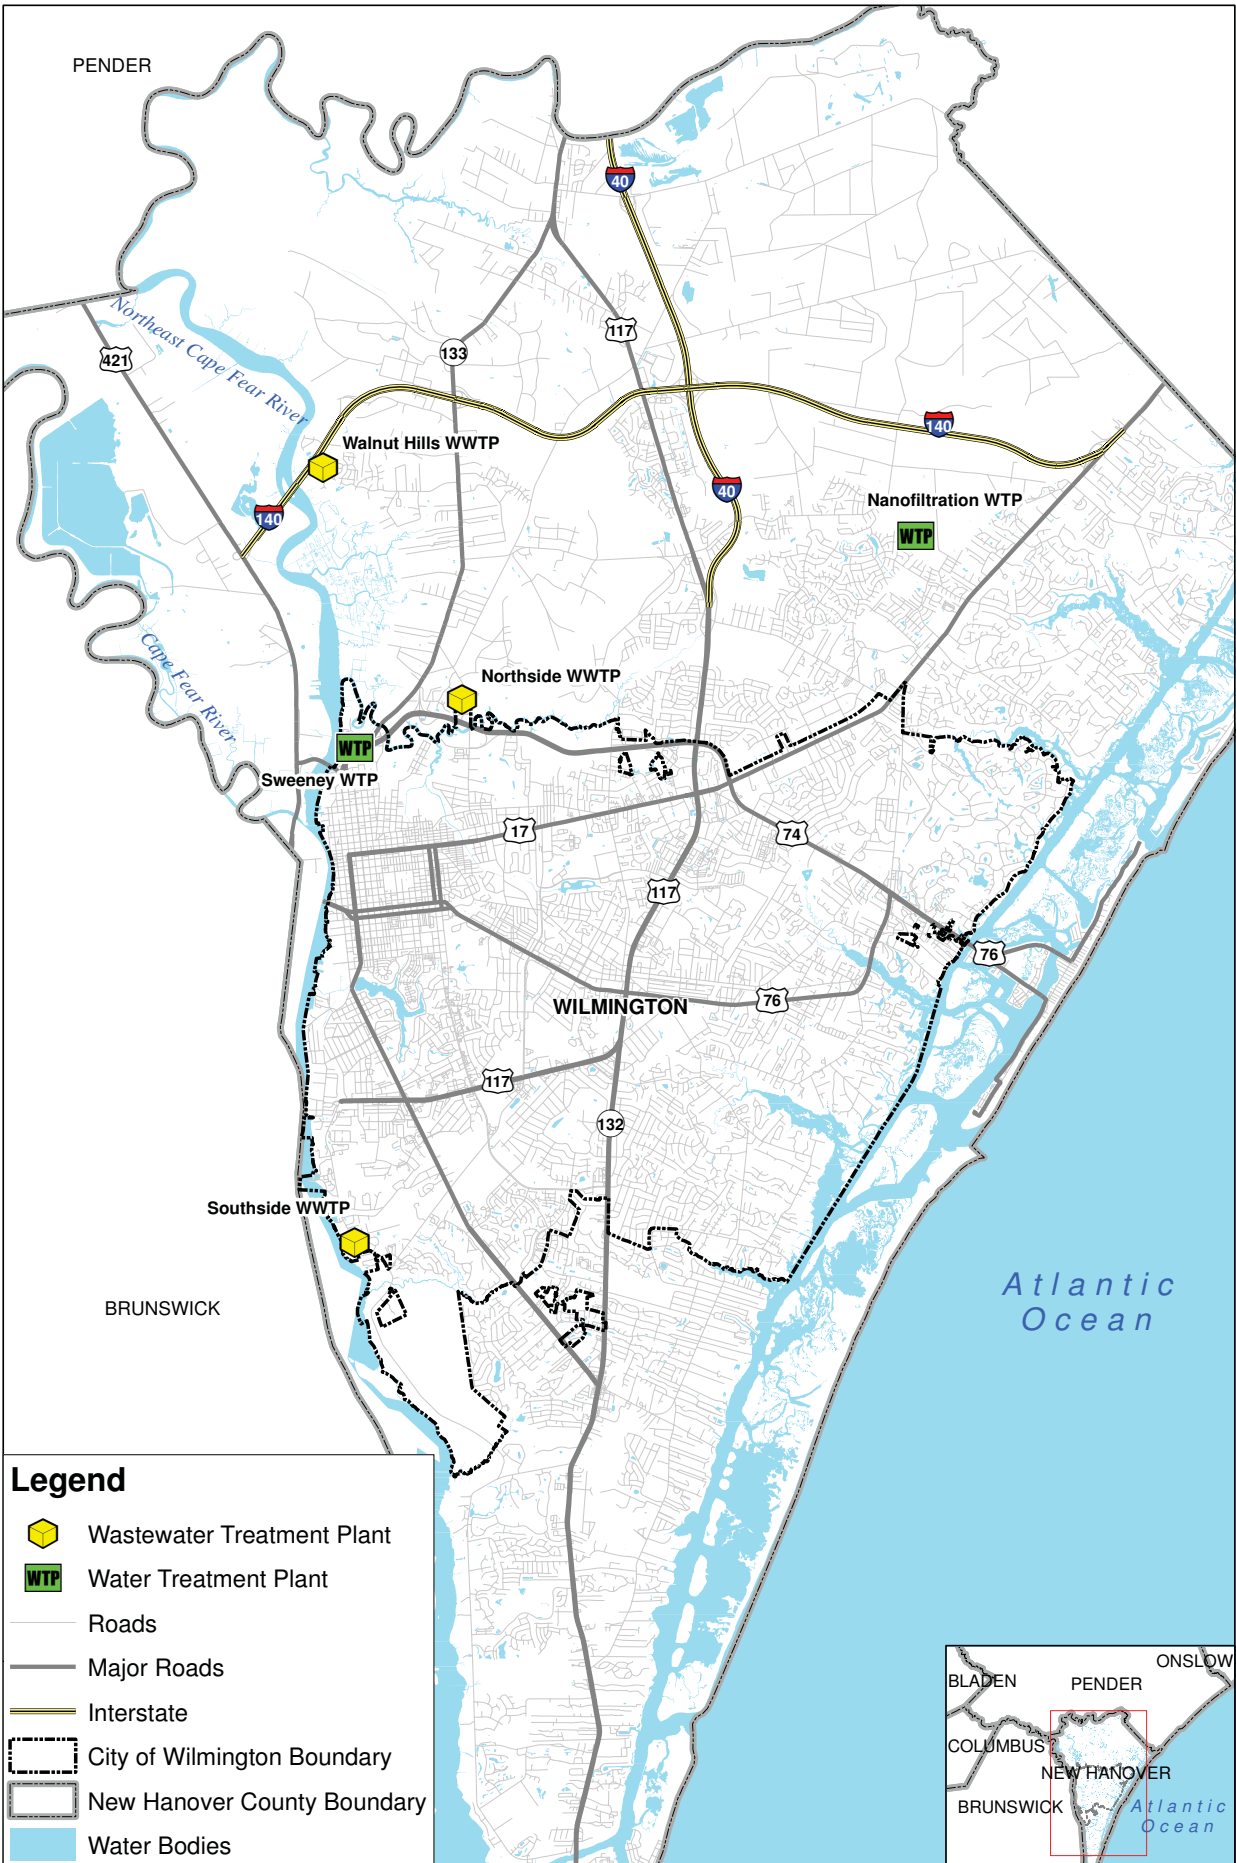 PENDER
40
Northeast Cape Fear River
421
133
117
140
Walnut Hills WWTP
40
Nanofiltration WTP
WTP
140
Cape Fear River
Northside WWTP
WTP
Sweeney WTP
17
74
117
76
WILMINGTON
76
117
132
Southside WWTP
BRUNSWICK
Atlantic
Ocean
Legend
Wastewater Treatment Plant
WTP Water Treatment Plant
Roads
Major Roads
Interstate
City of Wilmington Boundary
New Hanover County Boundary
Water Bodies
ONSLOW
BLADEN
PENDER
COLUMBUS
NEW HANOVER
BRUNSWICK
Atlantic
Ocean